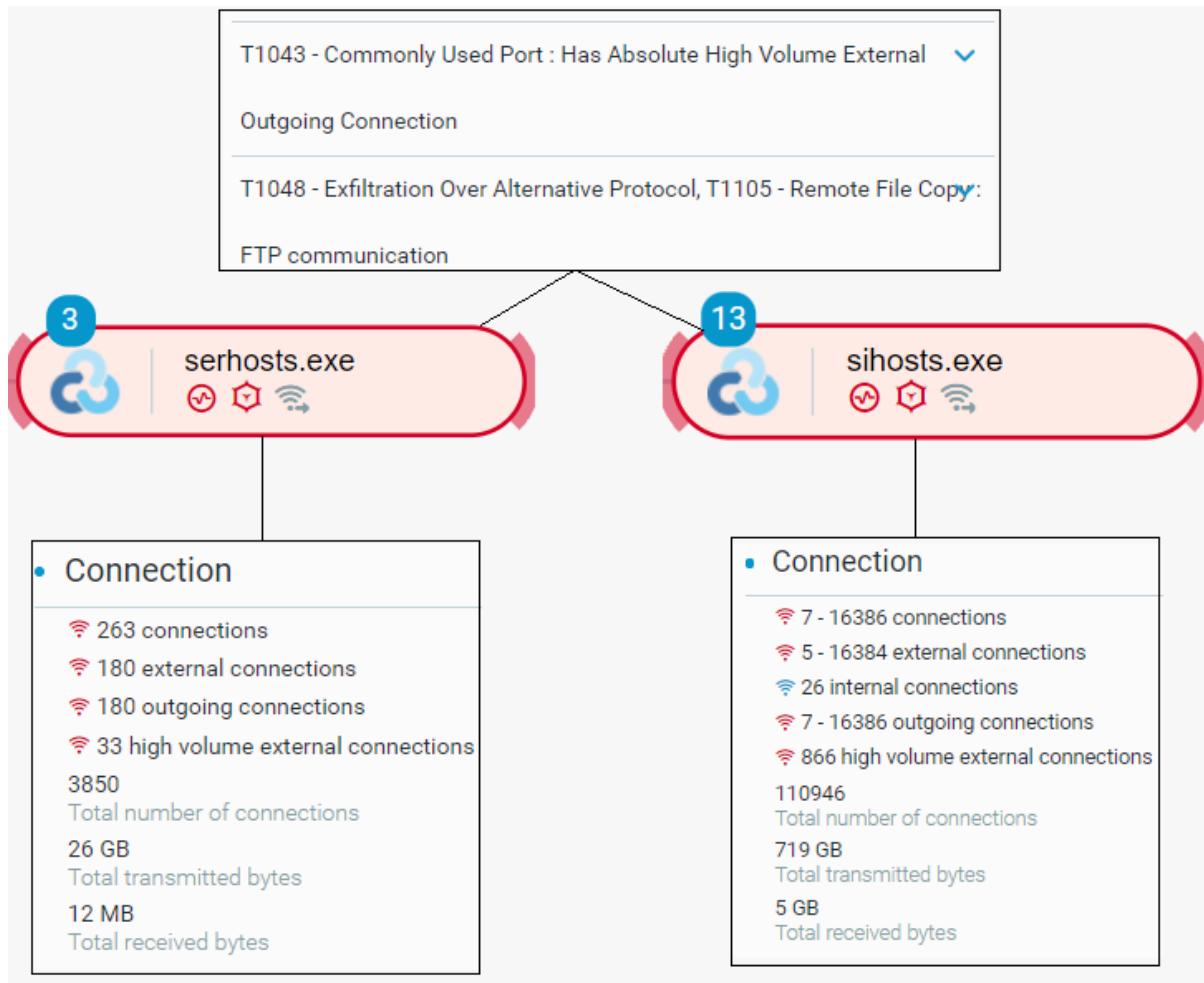 T1043 - Commonly Used Port : Has Absolute High Volume External
Outgoing Connection
T1048 - Exfiltration Over Alternative Protocol, T1105 - Remote File Copy :
FTP communication
3
serhosts.exe
13
sihosts.exe
Connection
263 connections
180 external connections
180 outgoing connections
33 high volume external connections
3850
Total number of connections
26 GB
Total transmitted bytes
12 MB
Total received bytes
Connection
7 - 16386 connections
5 - 16384 external connections
26 internal connections
7 - 16386 outgoing connections
866 high volume external connections
110946
Total number of connections
719 GB
Total transmitted bytes
5 GB
Total received bytes